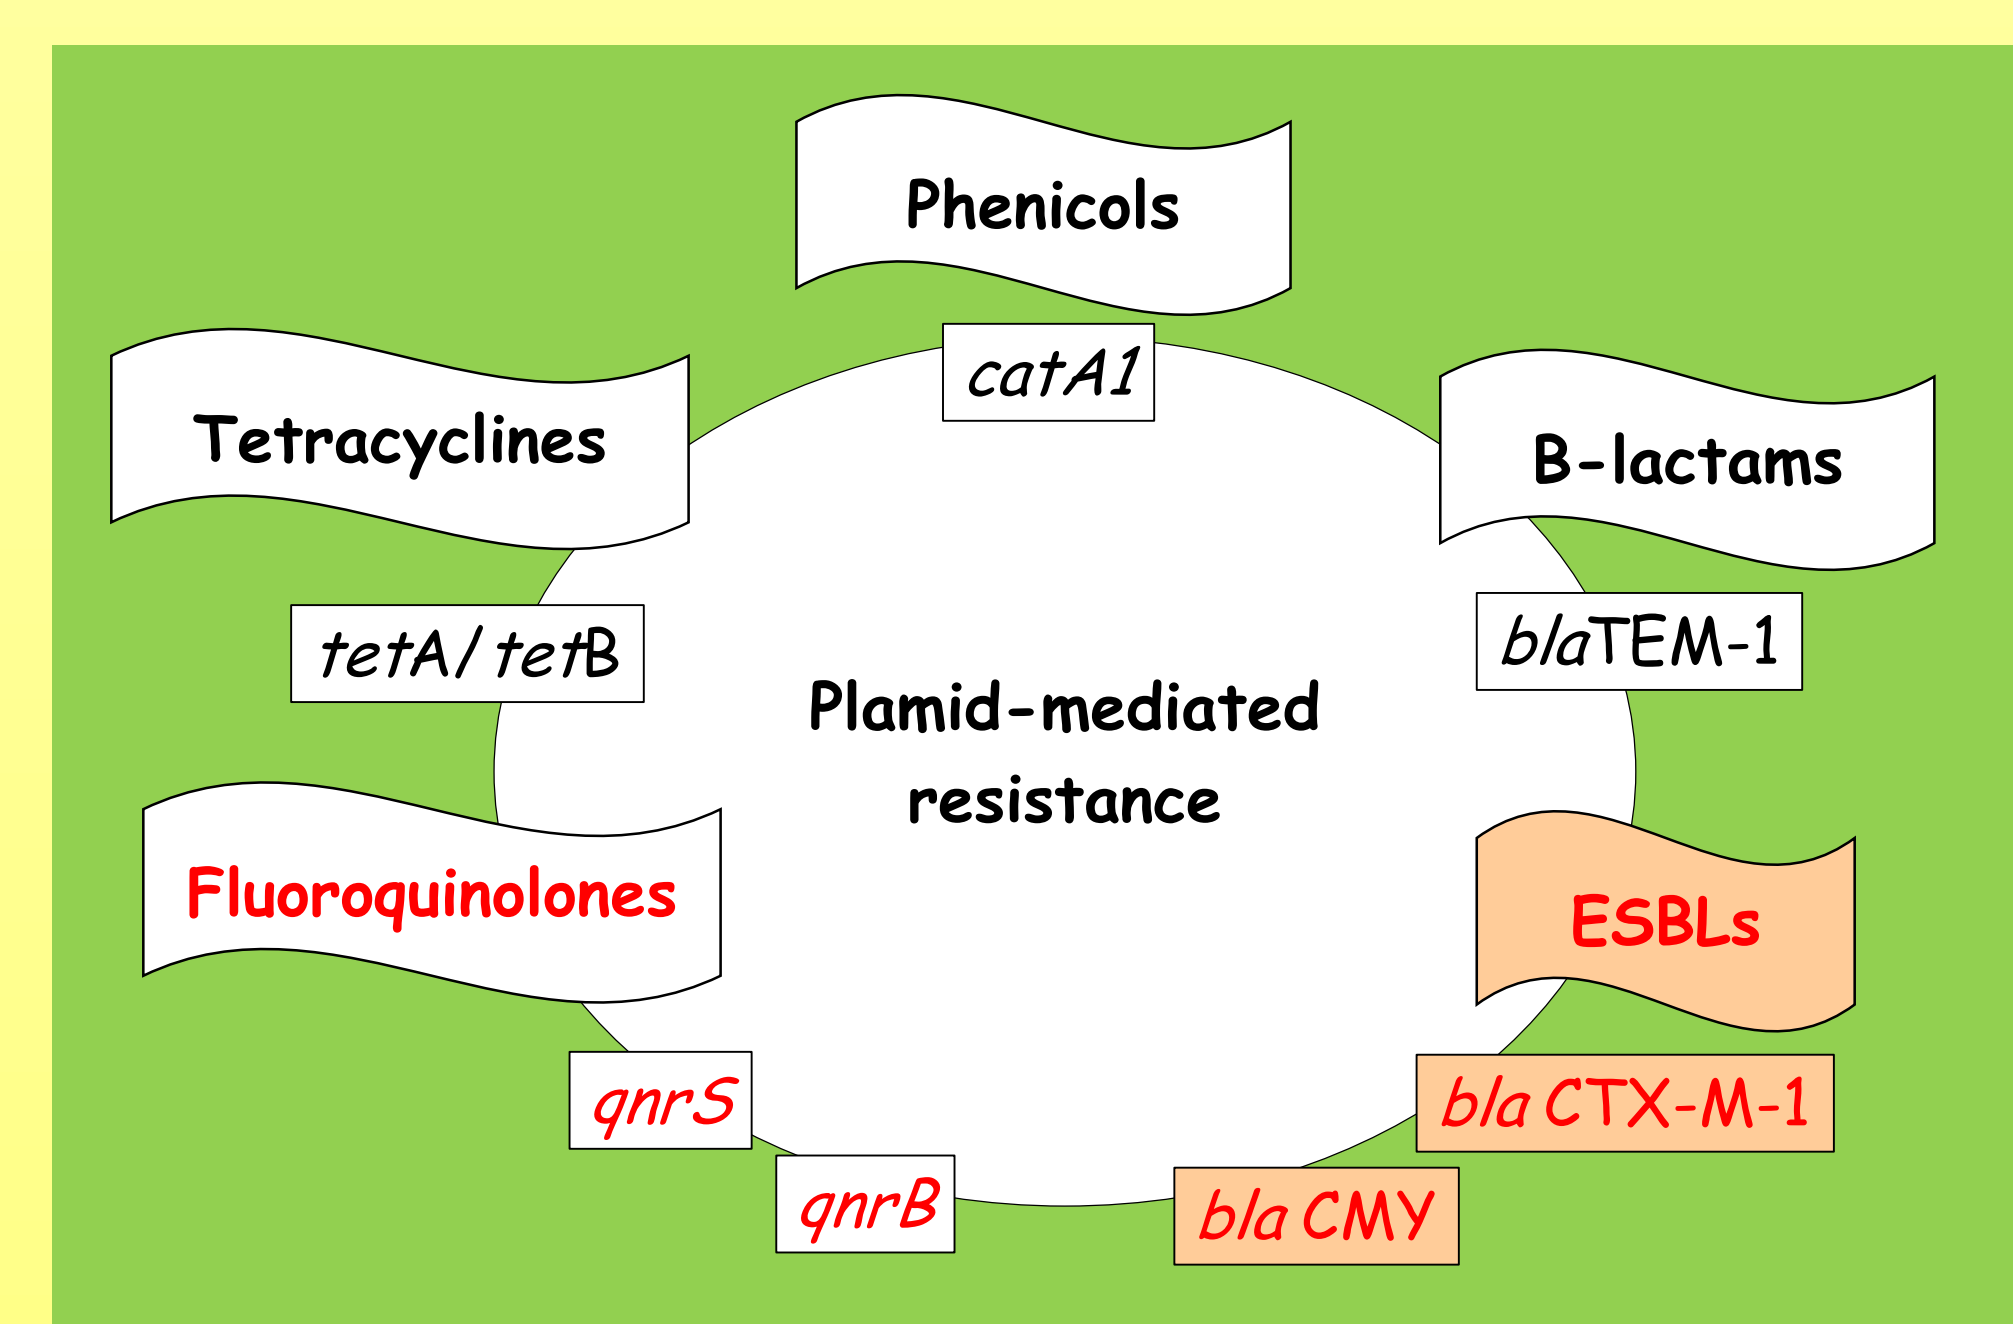 Phenicols
catA1
Tetracyclines
B-lactams
tetA/tetB
blaTEM-1
Plamid-mediated
resistance
Fluoroquinolones
ESBLs
qnrS
bla CTX-M-1
qnrB
bla CMY